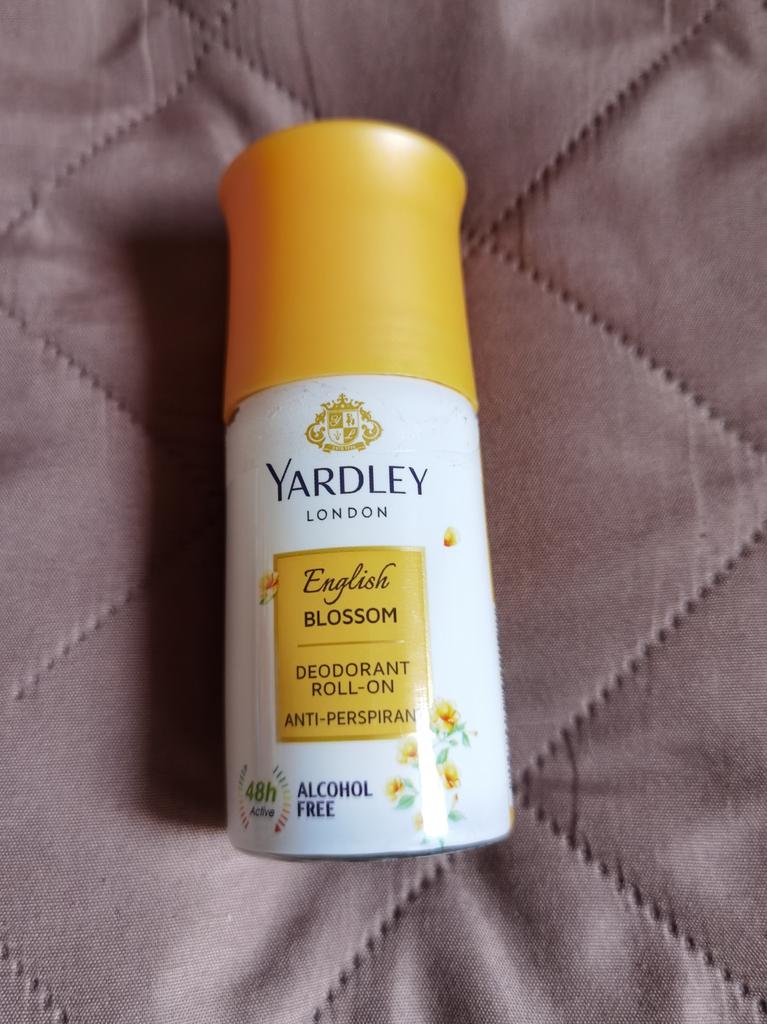 YARDLEY
LONDON
English
BLOSSOM
DEODORANT
ROLL-ON
ANTI-PERSPIRAN
48h
Active
ALCOHOL
FREE